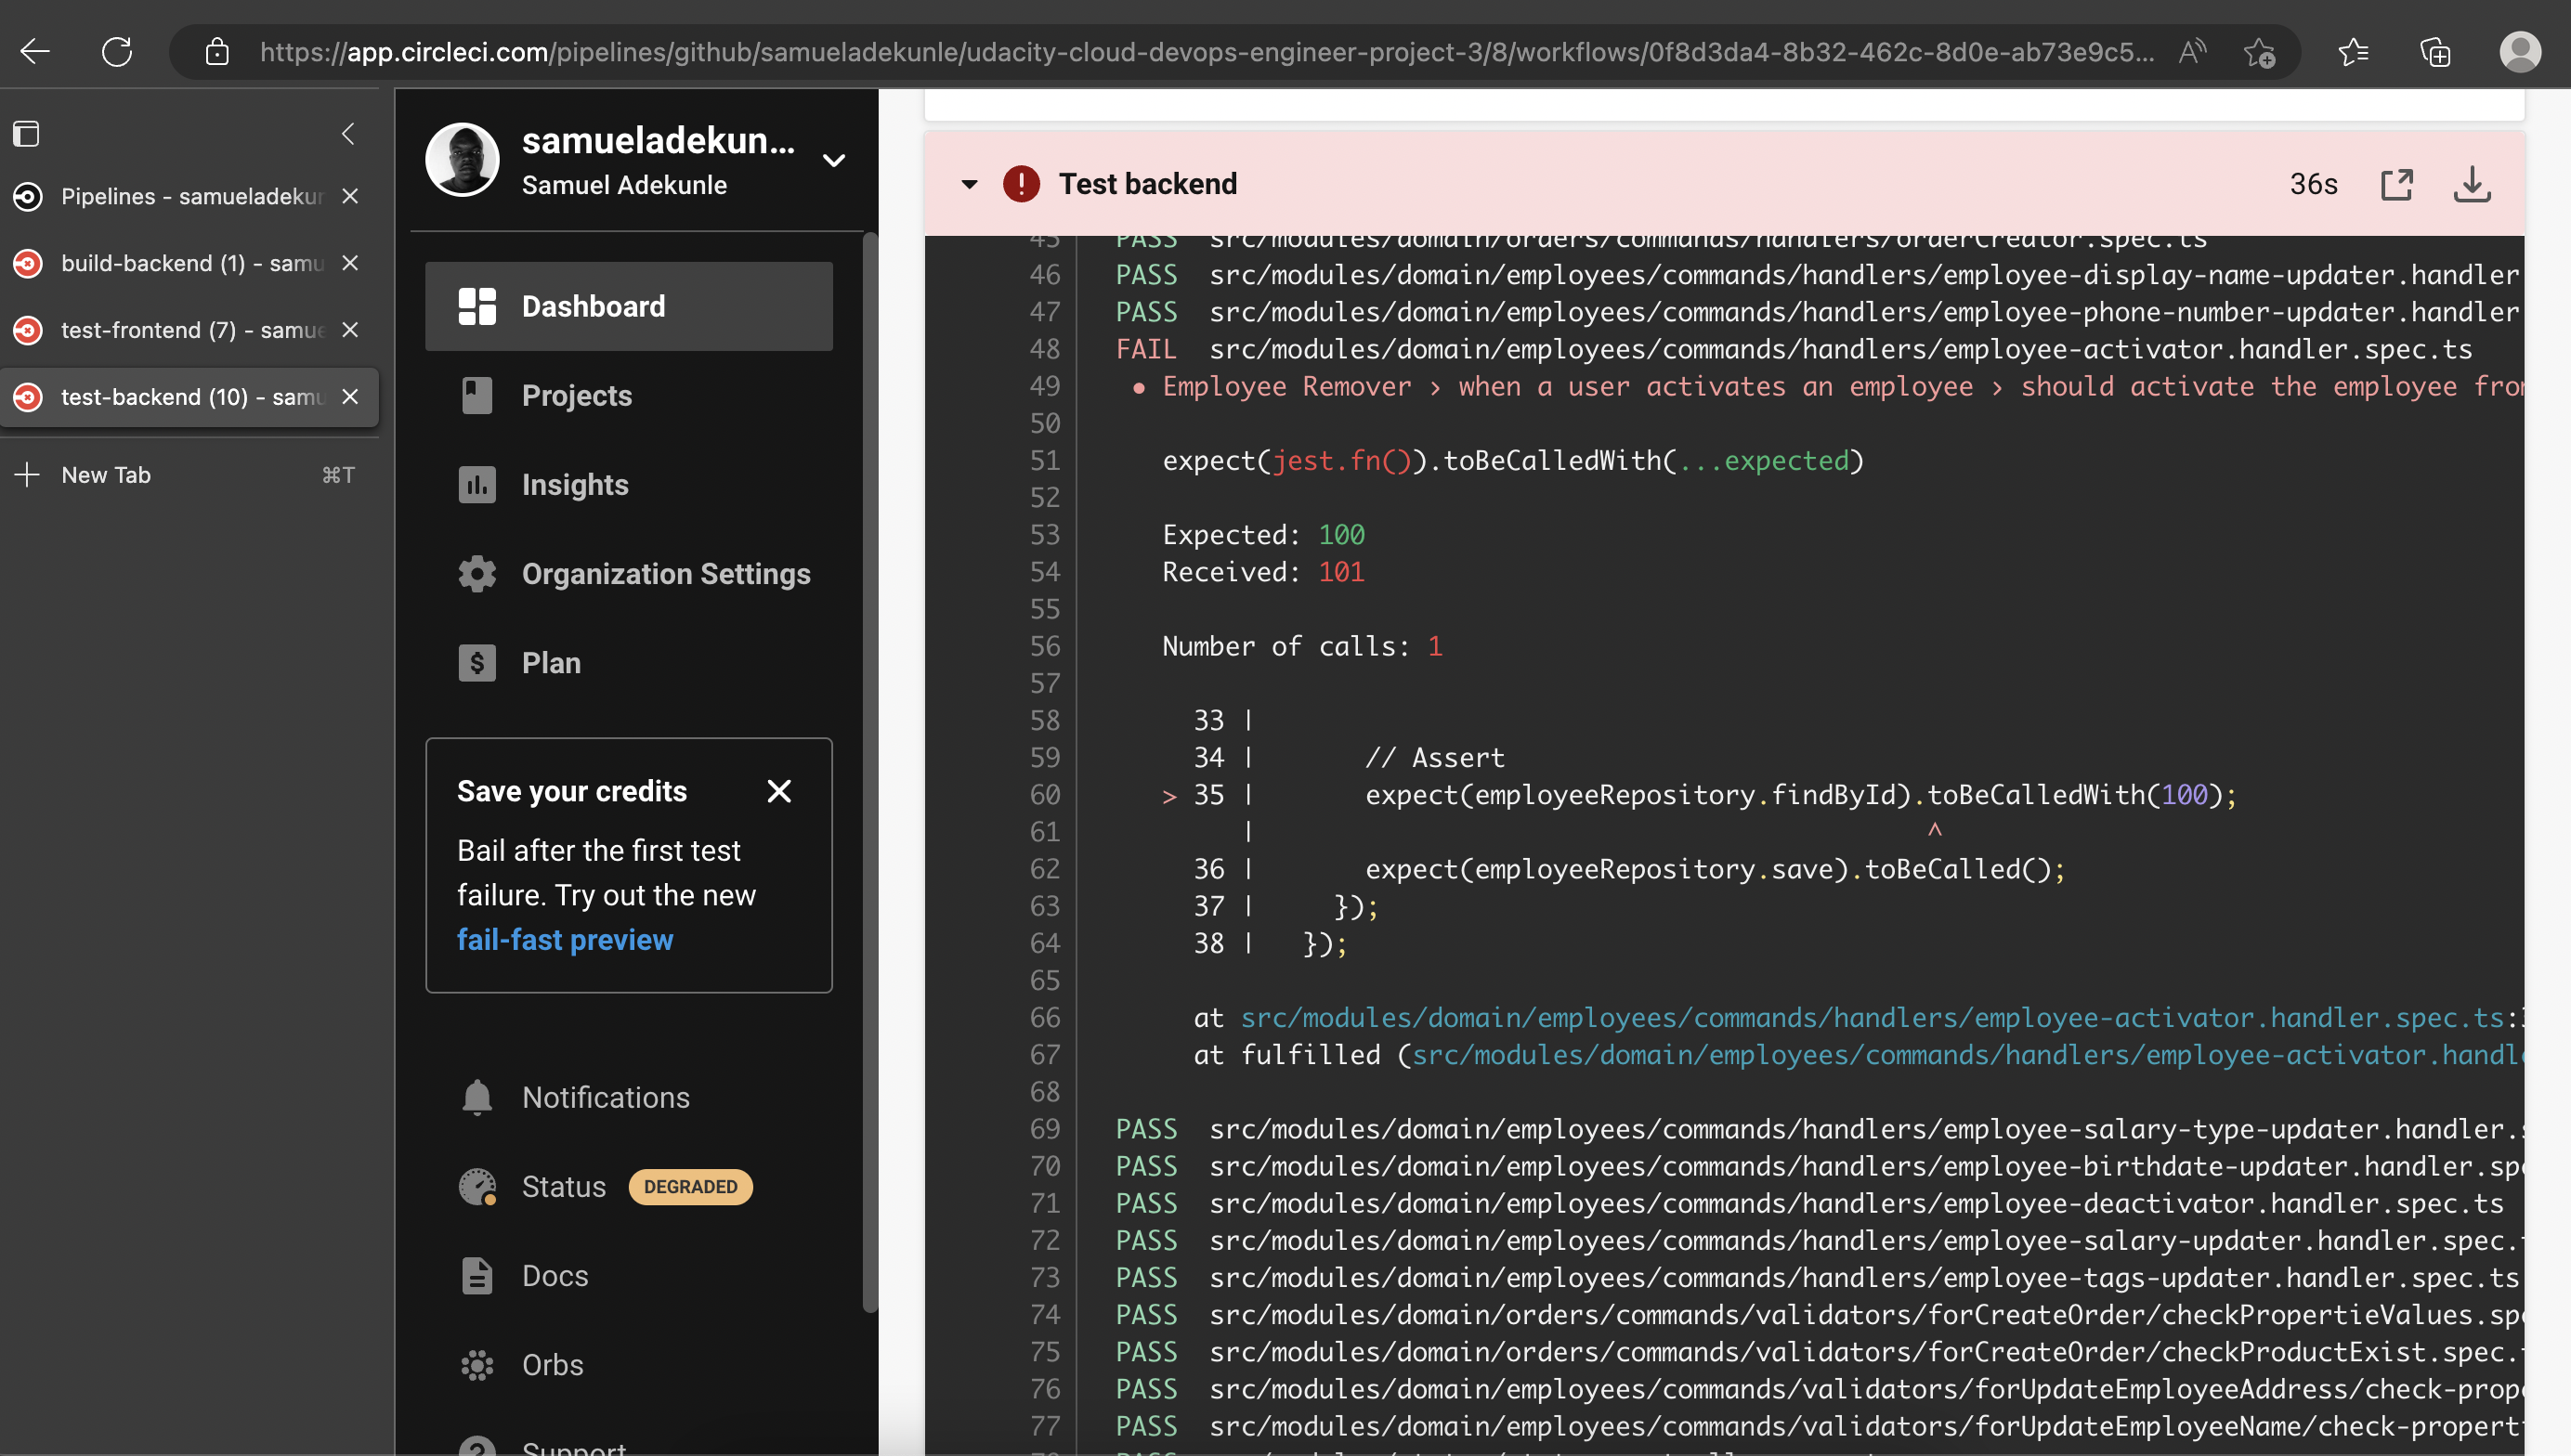 https://app.circleci.com/pipelines/github/samueladekunle/udacity-cloud-devops-engineer-project-3/8/workflows/0f8d3da4-8b32-462c-8d0e-ab73e9c5...
Pipelines - samueladekun
build-backend (1) - samu
test-frontend (7) - samue
test-backend (10) - samu
New Tab ⌘T
samueladekun...
Samuel Adekunle
Dashboard
Projects
Insights
Organization Settings
Plan
Save your credits
Bail after the first test
failure. Try out the new
fail-fast preview
Notifications
Status DEGRADED
Docs
Orbs
Support
Test backend 36s
45 PASS src/modules/domain/orders/commands/handlers/orderCreator.spec.ts
46 PASS src/modules/domain/employees/commands/handlers/employee-display-name-updater.handler
47 PASS src/modules/domain/employees/commands/handlers/employee-phone-number-updater.handler
48 FAIL src/modules/domain/employees/commands/handlers/employee-activator.handler.spec.ts
49 ● Employee Remover › when a user activates an employee › should activate the employee from
50
51 expect(jest.fn()).toBeCalledWith(...expected)
52
53 Expected: 100
54 Received: 101
55
56 Number of calls: 1
57
58 33 |
59 34 | // Assert
60 > 35 | expect(employeeRepository.findById).toBeCalledWith(100);
61 | ^
62 36 | expect(employeeRepository.save).toBeCalled();
63 37 | });
64 38 | });
65
66 at src/modules/domain/employees/commands/handlers/employee-activator.handler.spec.ts:3
67 at fulfilled (src/modules/domain/employees/commands/handlers/employee-activator.handle
68
69 PASS src/modules/domain/employees/commands/handlers/employee-salary-type-updater.handler.s
70 PASS src/modules/domain/employees/commands/handlers/employee-birthdate-updater.handler.spe
71 PASS src/modules/domain/employees/commands/handlers/employee-deactivator.handler.spec.ts
72 PASS src/modules/domain/employees/commands/handlers/employee-salary-updater.handler.spec.t
73 PASS src/modules/domain/employees/commands/handlers/employee-tags-updater.handler.spec.ts
74 PASS src/modules/domain/orders/commands/validators/forCreateOrder/checkPropertieValues.spe
75 PASS src/modules/domain/orders/commands/validators/forCreateOrder/checkProductExist.spec.t
76 PASS src/modules/domain/employees/commands/validators/forUpdateEmployeeAddress/check-prope
77 PASS src/modules/domain/employees/commands/validators/forUpdateEmployeeName/check-properti